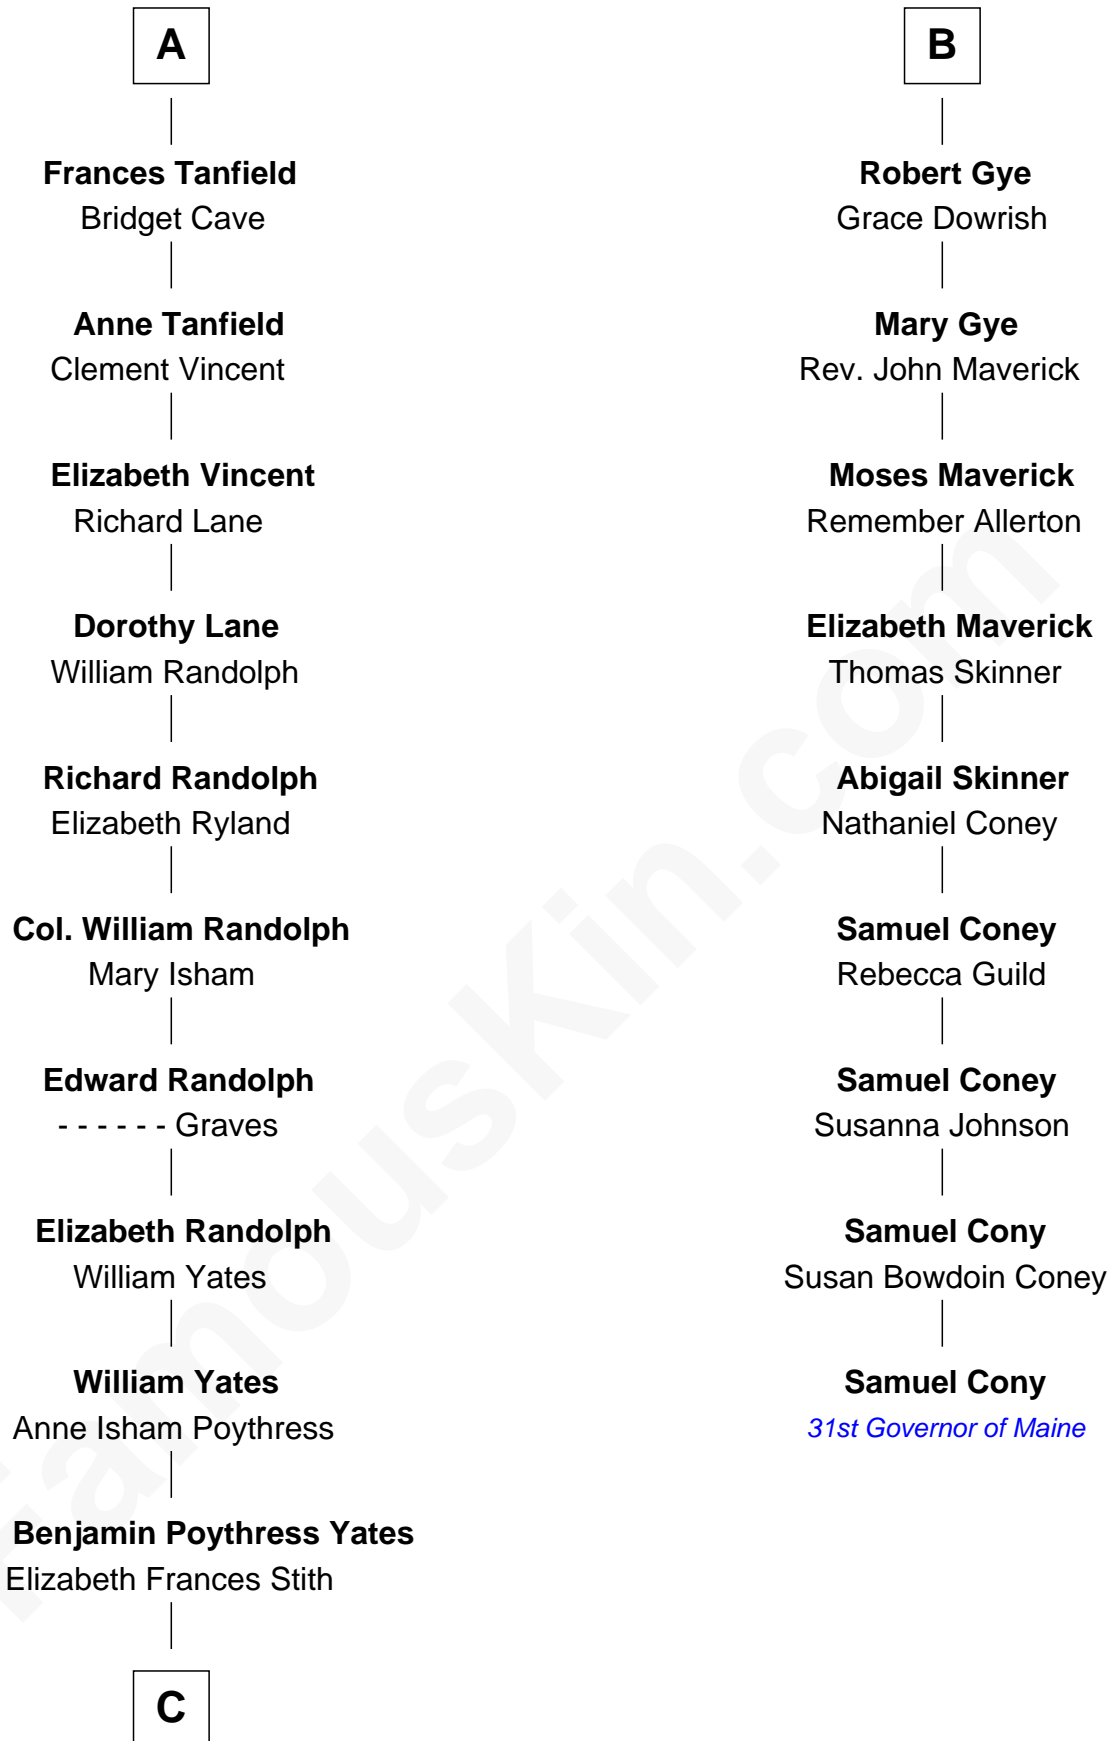 A
Frances Tanfield
Bridget Cave
Anne Tanfield
Clement Vincent
Elizabeth Vincent
Richard Lane
Dorothy Lane
William Randolph
Richard Randolph
Elizabeth Ryland
Col. William Randolph
Mary Isham
Edward Randolph
- - - - - - Graves
Elizabeth Randolph
William Yates
William Yates
Anne Isham Poythress
Benjamin Poythress Yates
Elizabeth Frances Stith
C
B
Robert Gye
Grace Dowrish
Mary Gye
Rev. John Maverick
Moses Maverick
Remember Allerton
Elizabeth Maverick
Thomas Skinner
Abigail Skinner
Nathaniel Coney
Samuel Coney
Rebecca Guild
Samuel Coney
Susanna Johnson
Samuel Cony
Susan Bowdoin Coney
Samuel Cony
31st Governor of Maine
FamousKin.com